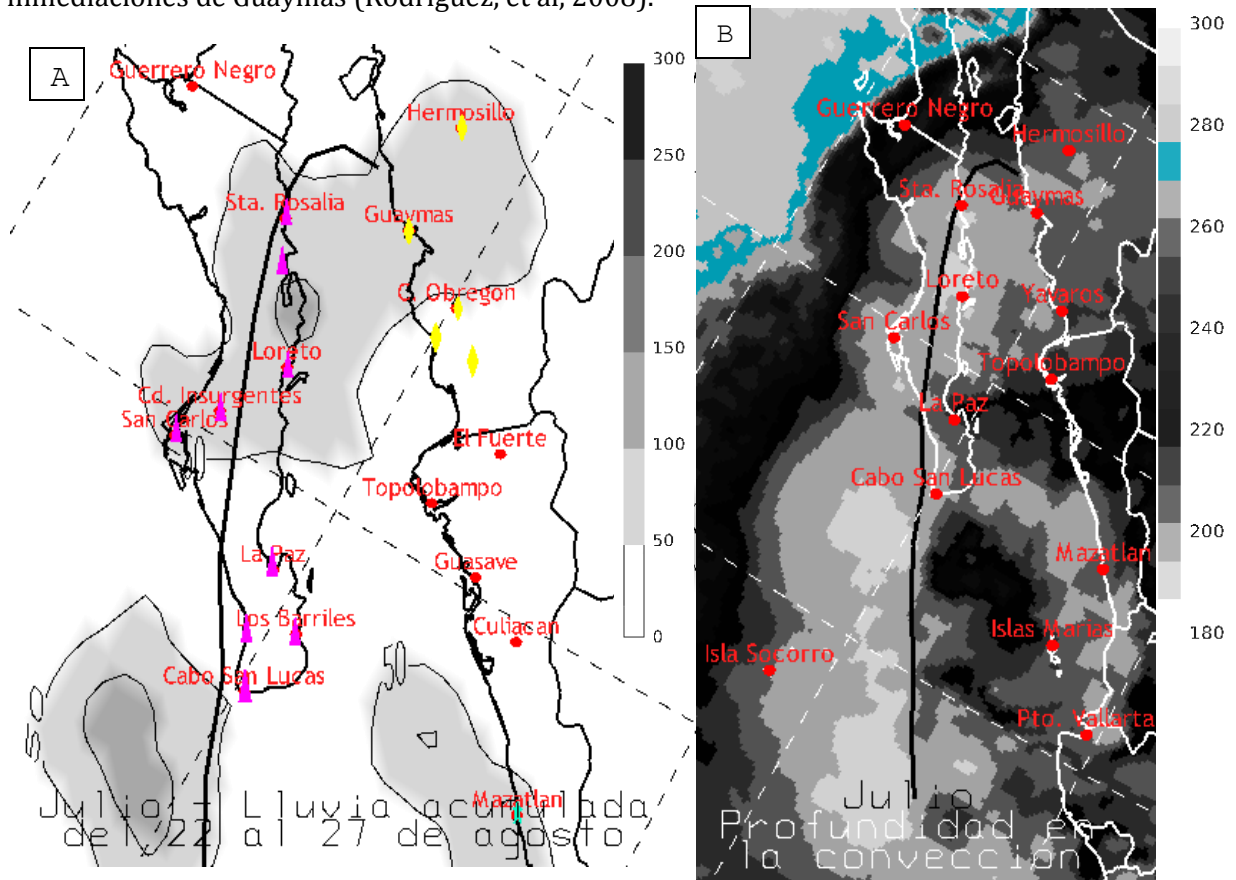 inmediaciones de Guaymas (Rodríguez, et al, 2008).
A
Guerrero Negro
Hermosillo
Sta. Rosalia
Guaymas
C. Obregon
Loreto
Cd. Insurgentes
San Carlos
50
El Fuerte
Topolobampo
La Paz
Guasave
Los Barriles
Culiacan
Cabo San Lucas
50
50
Mazatlan
Julio - Lluvia acumulada
del 22 al 27 de agosto
300
250
200
150
100
50
0
B
Guerrero Negro
Hermosillo
Sta. Rosalia
Guaymas
Loreto
Yavaros
San Carlos
Topolobampo
La Paz
Cabo San Lucas
Mazatlan
Islas Marias
Isla Socorro
Pto. Vallarta
Julio
Profundidad en
la convección
300
280
260
240
220
200
180